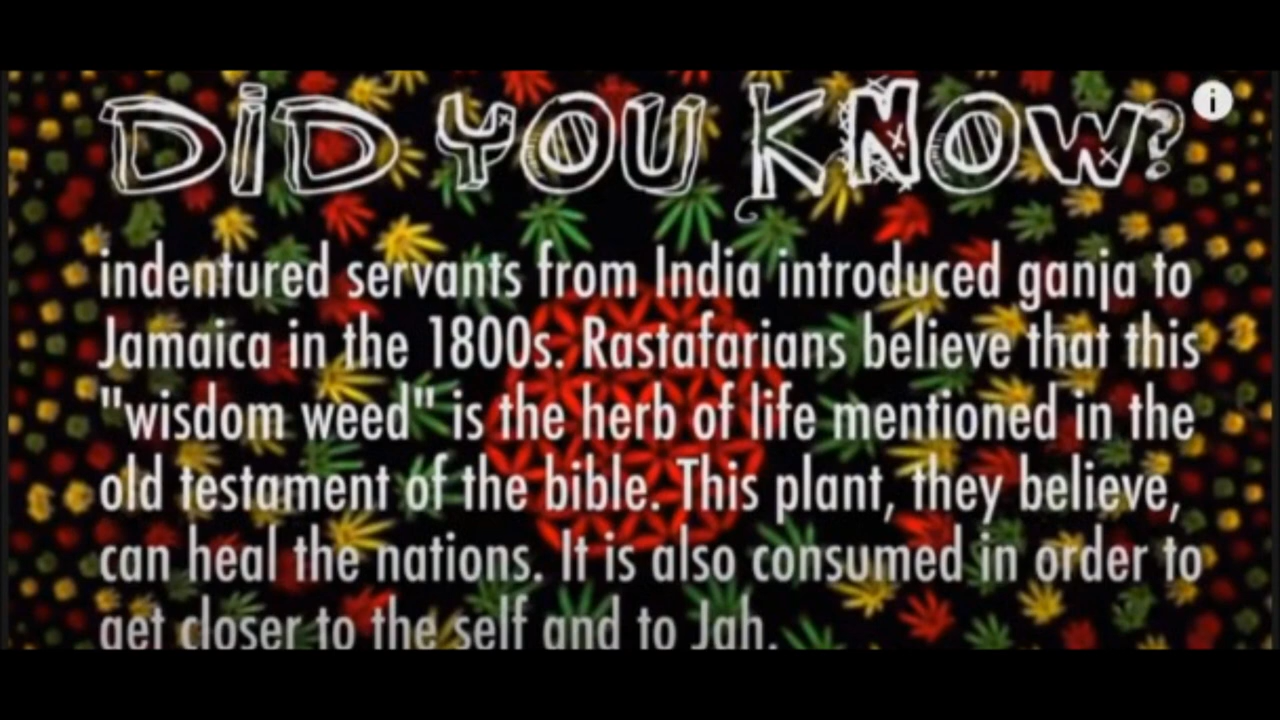 DiD YOU KNOW?
indentured servants from India introduced ganja to
Jamaica in the 1800s. Rastafarians believe that this
"wisdom weed" is the herb of life mentioned in the
old testament of the bible. This plant, they believe,
can heal the nations. It is also consumed in order to
get closer to the self and to Jah.